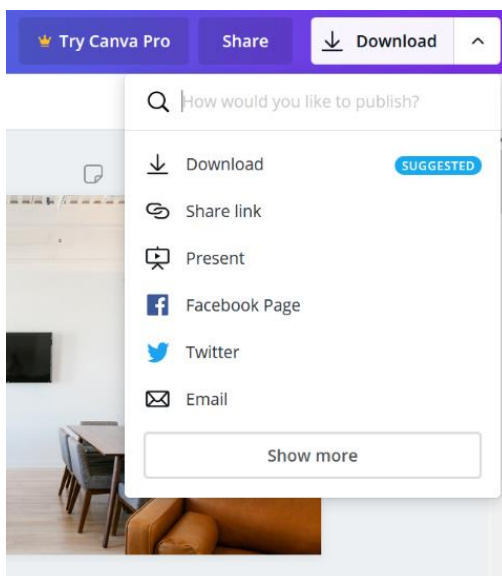 Try Canva Pro Share Download
How would you like to publish?
Download SUGGESTED
Share link
Present
Facebook Page
Twitter
Email
Show more